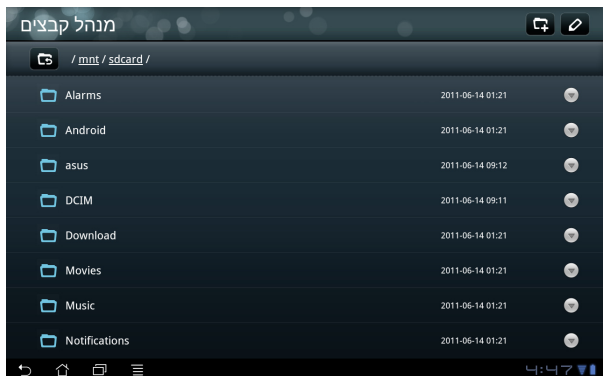 מנהל קבצים
/ mnt / sdcard /
Alarms 2011-06-14 01:21
Android 2011-06-14 01:21
asus 2011-06-14 09:12
DCIM 2011-06-14 09:11
Download 2011-06-14 01:21
Movies 2011-06-14 01:21
Music 2011-06-14 01:21
Notifications 2011-06-14 01:21
4:47